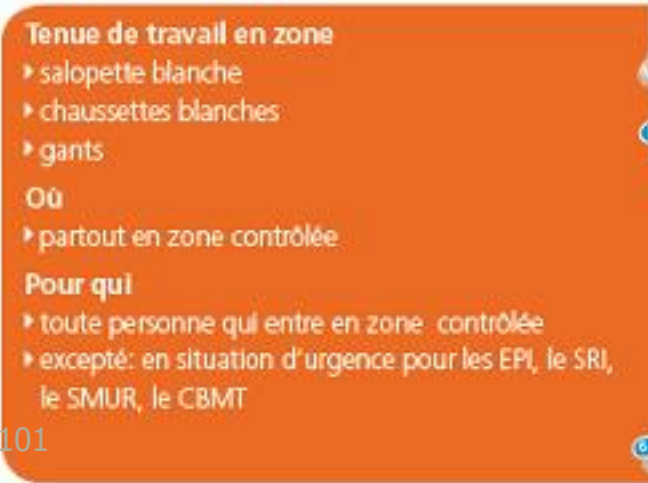 Tenue de travail en zone
▸ salopette blanche
▸ chaussettes blanches
▸ gants
Où
▸ partout en zone contrôlée
Pour qui
▸ toute personne qui entre en zone contrôlée
▸ excepté: en situation d'urgence pour les EPI, le SRI,
le SMUR, le CBMT
101